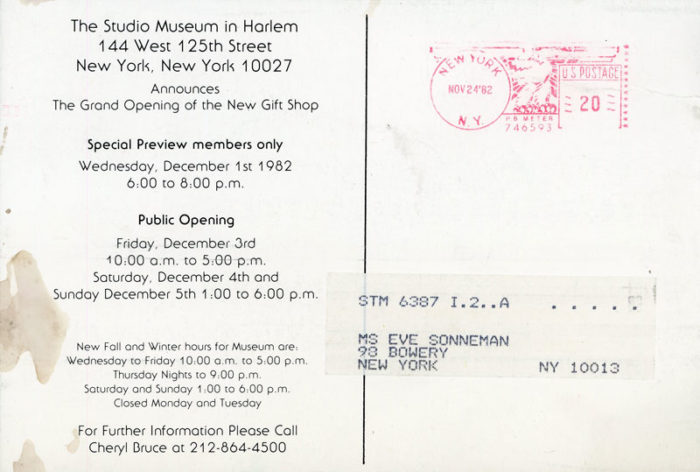 The Studio Museum in Harlem
144 West 125th Street
New York, New York 10027
Announces
The Grand Opening of the New Gift Shop
Special Preview members only
Wednesday, December 1st 1982
6:00 to 8:00 p.m.
Public Opening
Friday, December 3rd
10:00 a.m. to 5:00 p.m.
Saturday, December 4th and
Sunday December 5th 1:00 to 6:00 p.m.
New Fall and Winter hours for Museum are:
Wednesday to Friday 10:00 a.m. to 5:00 p.m.
Thursday Nights to 9:00 p.m.
Saturday and Sunday 1:00 to 6:00 p.m.
Closed Monday and Tuesday
For Further Information Please Call
Cheryl Bruce at 212-864-4500
NEW YORK
NOV 24'82
N.Y.
U.S. POSTAGE
20
P.B. METER
746593
STM 6387 I.2..A . . . . .
MS EVE SONNEMAN
98 BOWERY
NEW YORK NY 10013